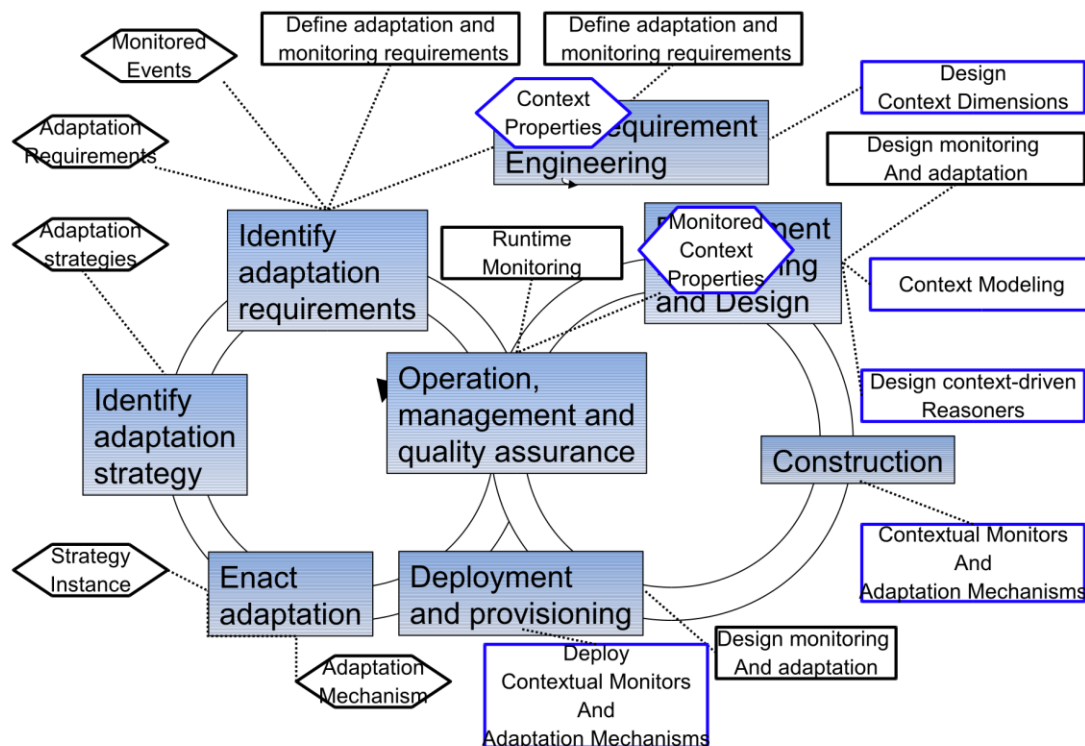 Monitored
Events
Define adaptation and
monitoring requirements
Define adaptation and
monitoring requirements
Design
Context Dimensions
Context
Properties
equirement
Engineering
Adaptation
Requirements
Design monitoring
And adaptation
Adaptation
strategies
Identify
adaptation
requirements
Runtime
Monitoring
Monitored
Context
Properties
and Design
Context Modeling
Operation,
management and
quality assurance
Identify
adaptation
strategy
Design context-driven
Reasoners
Construction
Contextual Monitors
And
Adaptation Mechanisms
Strategy
Instance
Enact
adaptation
Deployment
and provisioning
Design monitoring
And adaptation
Adaptation
Mechanism
Deploy
Contextual Monitors
And
Adaptation Mechanisms